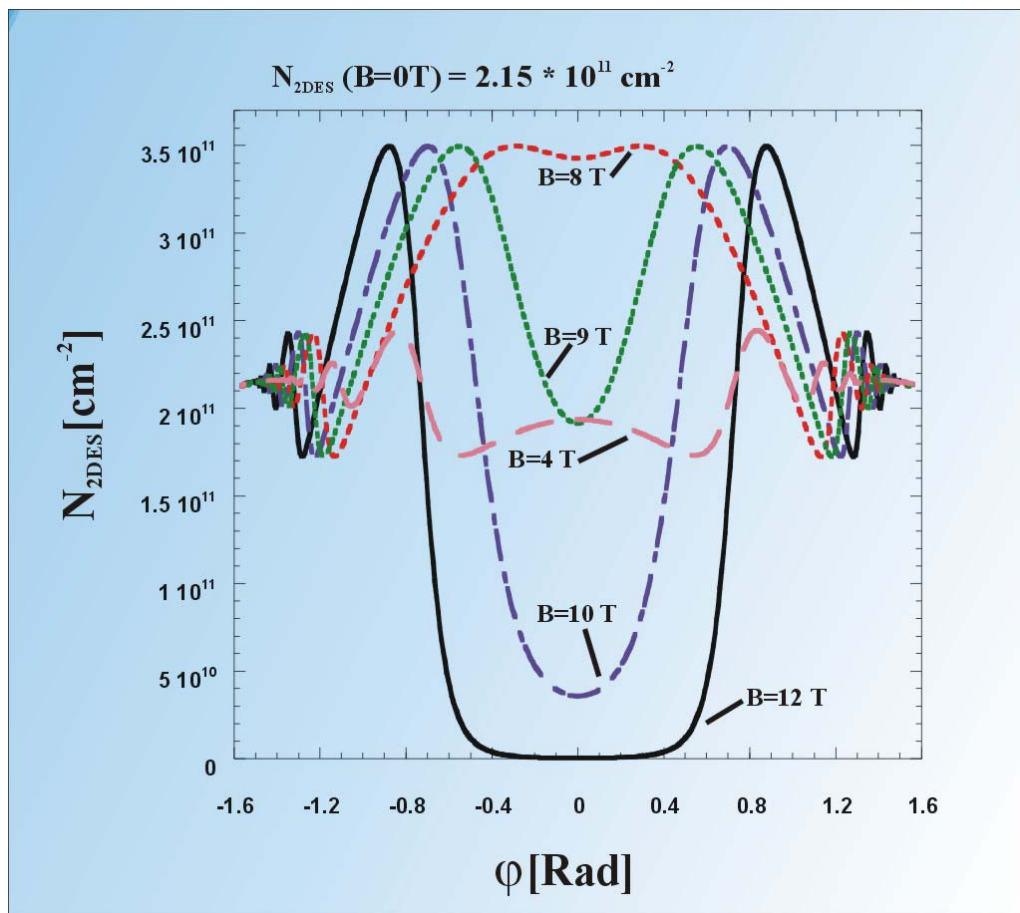 N2DES (B=0T) = 2.15 * 10^11 cm^-2
3.5 10^11
3 10^11
2.5 10^11
2 10^11
1.5 10^11
1 10^11
5 10^10
0
N2DES [cm^-2]
B=8 T
B=9 T
B=4 T
B=10 T
B=12 T
-1.6 -1.2 -0.8 -0.4 0 0.4 0.8 1.2 1.6
φ [Rad]